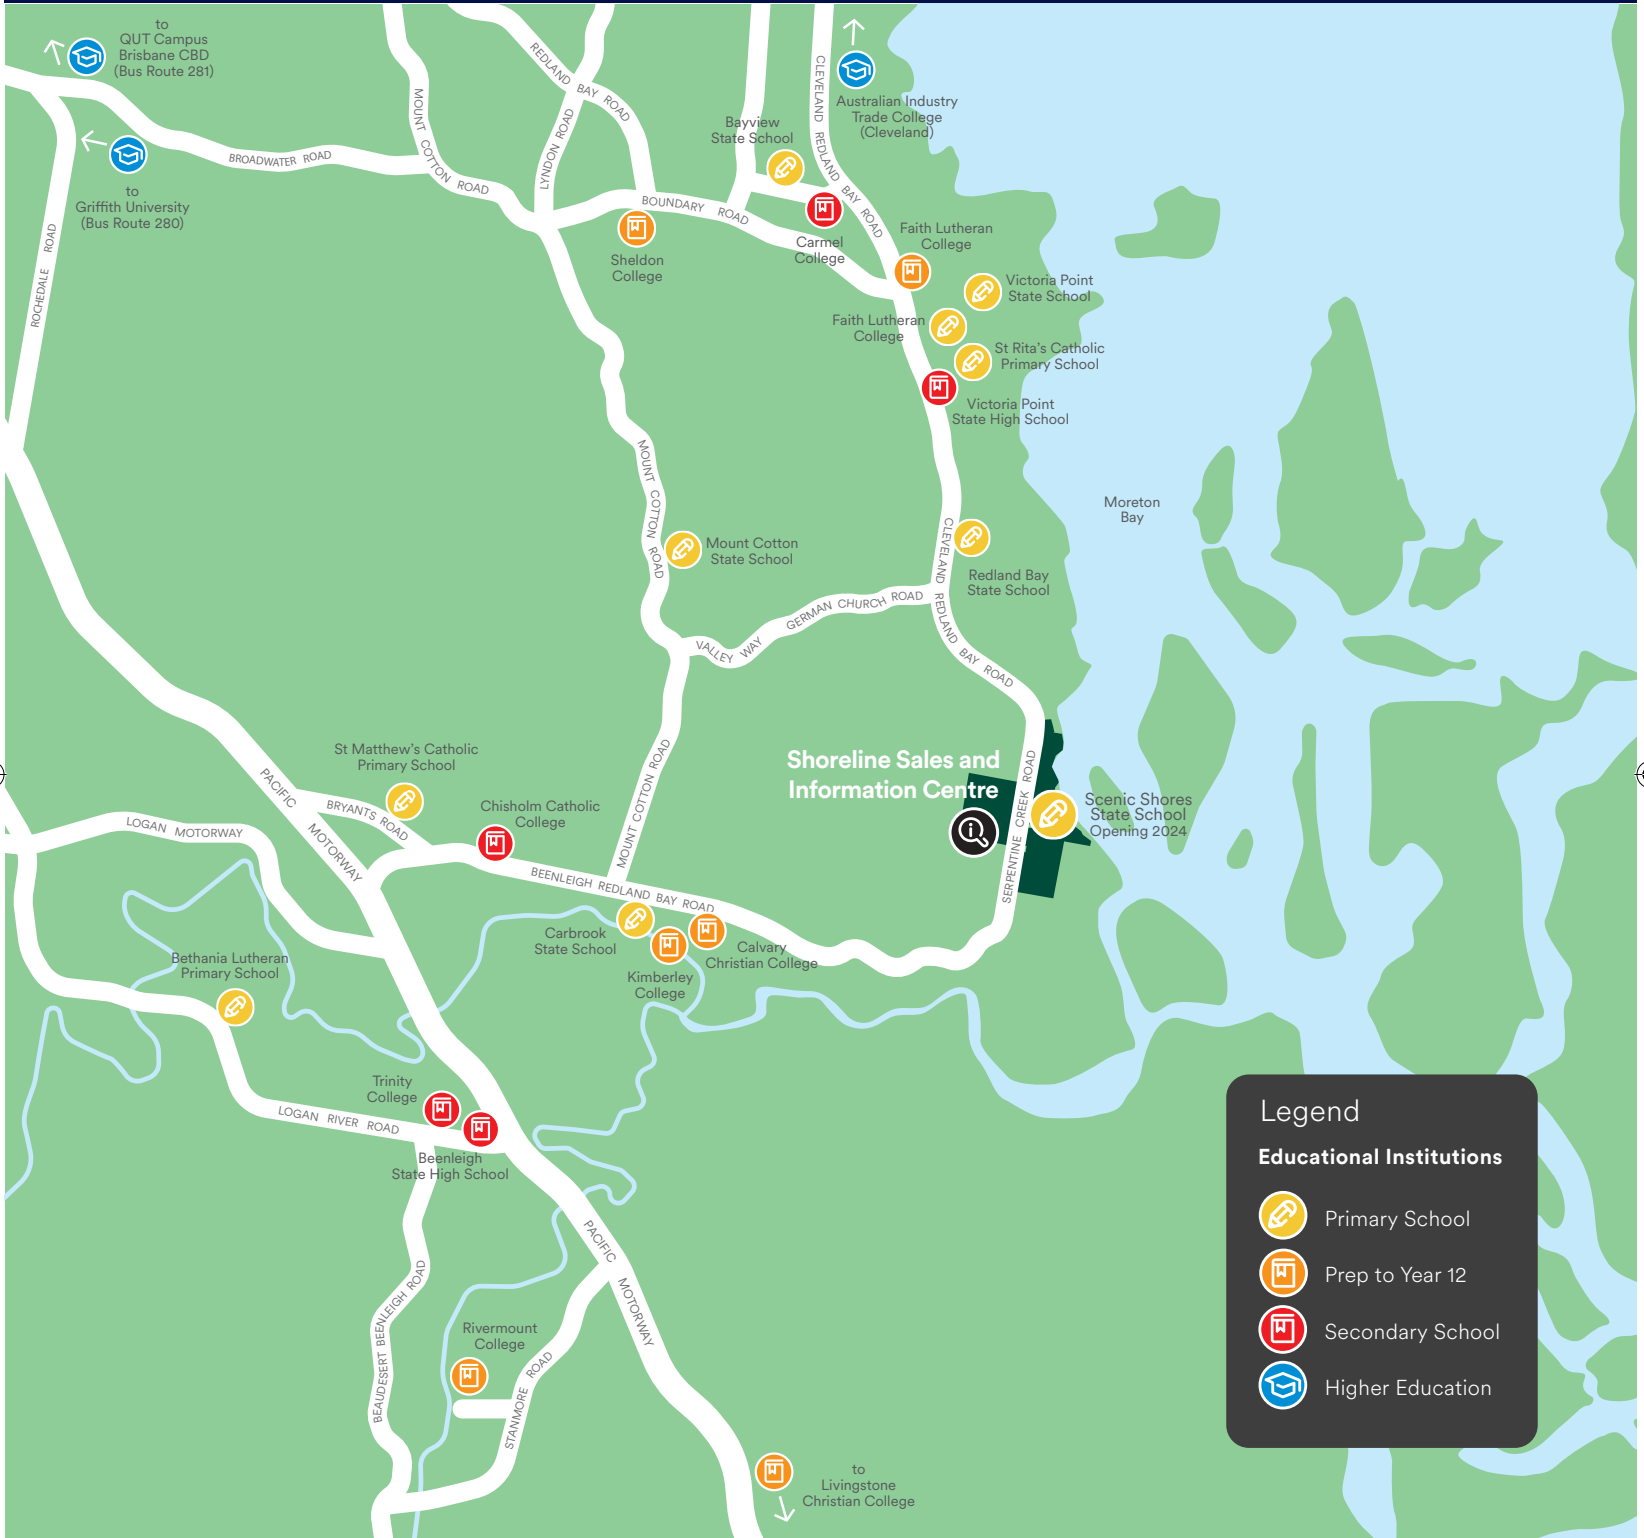 to
QUT Campus
Brisbane CBD
(Bus Route 281)
to
Griffith University
(Bus Route 280)
BROADWATER ROAD
ROCHEDALE ROAD
MOUNT COTTON ROAD
REDLAND BAY ROAD
LYNDON ROAD
BOUNDARY ROAD
CLEVELAND REDLAND BAY ROAD
Australian Industry
Trade College
(Cleveland)
Bayview
State School
Carmel
College
Sheldon
College
Faith Lutheran
College
Victoria Point
State School
Faith Lutheran
College
St Rita's Catholic
Primary School
Victoria Point
State High School
Moreton
Bay
MOUNT COTTON ROAD
Mount Cotton
State School
CLEVELAND REDLAND BAY ROAD
Redland Bay
State School
GERMAN CHURCH ROAD
VALLEY WAY
Shoreline Sales and
Information Centre
SERPENTINE CREEK ROAD
Scenic Shores
State School
Opening 2024
St Matthew's Catholic
Primary School
PACIFIC MOTORWAY
BRYANTS ROAD
Chisholm Catholic
College
MOUNT COTTON ROAD
LOGAN MOTORWAY
BEENLEIGH REDLAND BAY ROAD
Carbrook
State School
Kimberley
College
Calvary
Christian College
Bethania Lutheran
Primary School
Trinity
College
LOGAN RIVER ROAD
Beenleigh
State High School
PACIFIC MOTORWAY
BEAUDESERT BEENLEIGH ROAD
Rivermount
College
STANMORE ROAD
to
Livingstone
Christian College
Legend
Educational Institutions
Primary School
Prep to Year 12
Secondary School
Higher Education